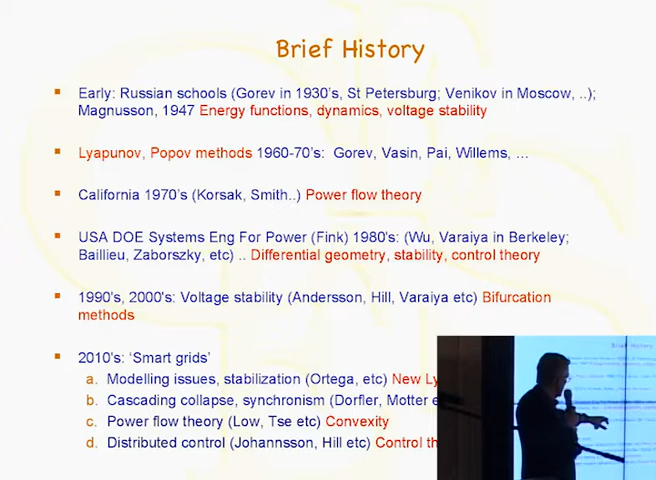 Brief History
Early: Russian schools (Gorev in 1930's, St Petersburg; Venikov in Moscow, ..);
Magnusson, 1947 Energy functions, dynamics, voltage stability
Lyapunov, Popov methods 1960-70's: Gorev, Vasin, Pai, Willems, ...
California 1970's (Korsak, Smith..) Power flow theory
USA DOE Systems Eng For Power (Fink) 1980's: (Wu, Varaiya in Berkeley;
Baillieu, Zaborszky, etc) .. Differential geometry, stability, control theory
1990's, 2000's: Voltage stability (Andersson, Hill, Varaiya etc) Bifurcation
methods
2010's: 'Smart grids'
a. Modelling issues, stabilization (Ortega, etc) New Ly
b. Cascading collapse, synchronism (Dorfler, Motter e
c. Power flow theory (Low, Tse etc) Convexity
d. Distributed control (Johannsson, Hill etc) Control th
Brief History